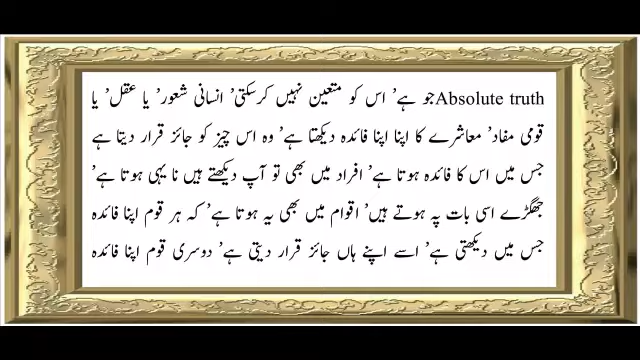 Absolute truth جو ہے’ اس کو متعین نہیں کرسکتی’ انسانی شعور’ یا عقل’ یا
قومی مفاد’ معاشرے کا اپنا اپنا فائدہ دیکھتا ہے’ وہ اس چیز کو جائز قرار دیتا ہے
جس میں اس کا فائدہ ہوتا ہے’ افراد میں بھی تو آپ دیکھتے ہیں نا یہی ہوتا ہے’
جھگڑے اسی بات پہ ہوتے ہیں’ اقوام میں بھی یہ ہوتا ہے’ کہ ہر قوم اپنا فائدہ
جس میں دیکھتی ہے’ اسے اپنے ہاں جائز قرار دیتی ہے’ دوسری قوم اپنا فائدہ